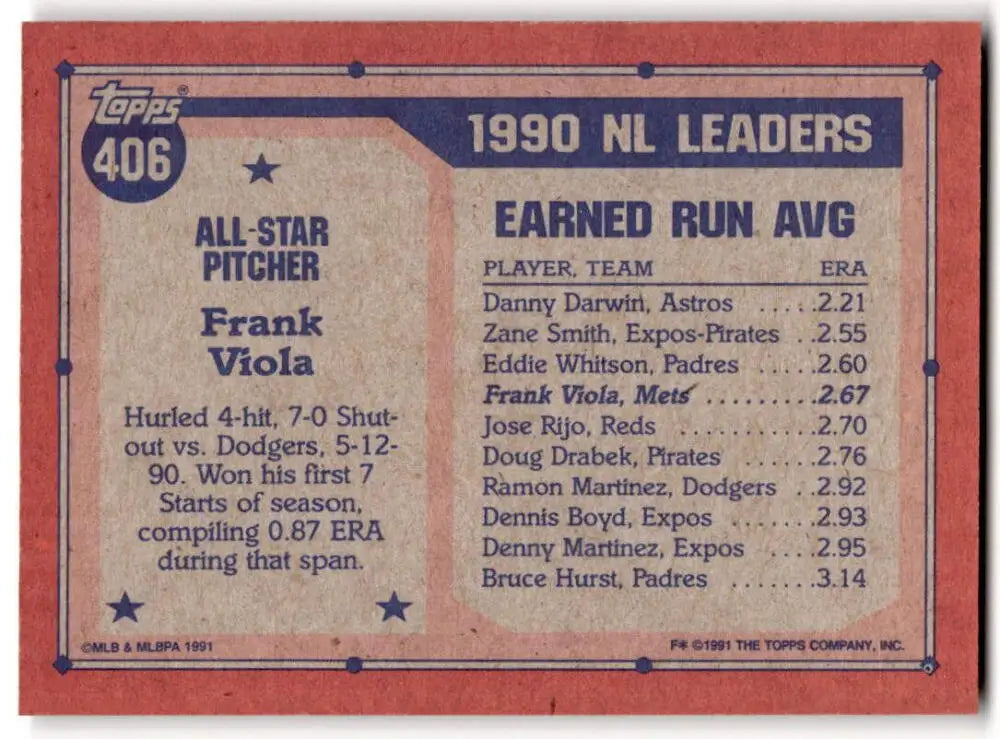 topps®
406
ALL-STAR
PITCHER
Frank
Viola
Hurled 4-hit, 7-0 Shut-
out vs. Dodgers, 5-12-
90. Won his first 7
Starts of season,
compiling 0.87 ERA
during that span.
©MLB & MLBPA 1991
1990 NL LEADERS
EARNED RUN AVG
PLAYER, TEAM ERA
Danny Darwin, Astros .....2.21
Zane Smith, Expos-Pirates ..2.55
Eddie Whitson, Padres .....2.60
Frank Viola, Mets .........2.67
Jose Rijo, Reds ...........2.70
Doug Drabek, Pirates ......2.76
Ramon Martinez, Dodgers ..2.92
Dennis Boyd, Expos .......2.93
Denny Martinez, Expos ....2.95
Bruce Hurst, Padres .......3.14
F* ©1991 THE TOPPS COMPANY, INC.